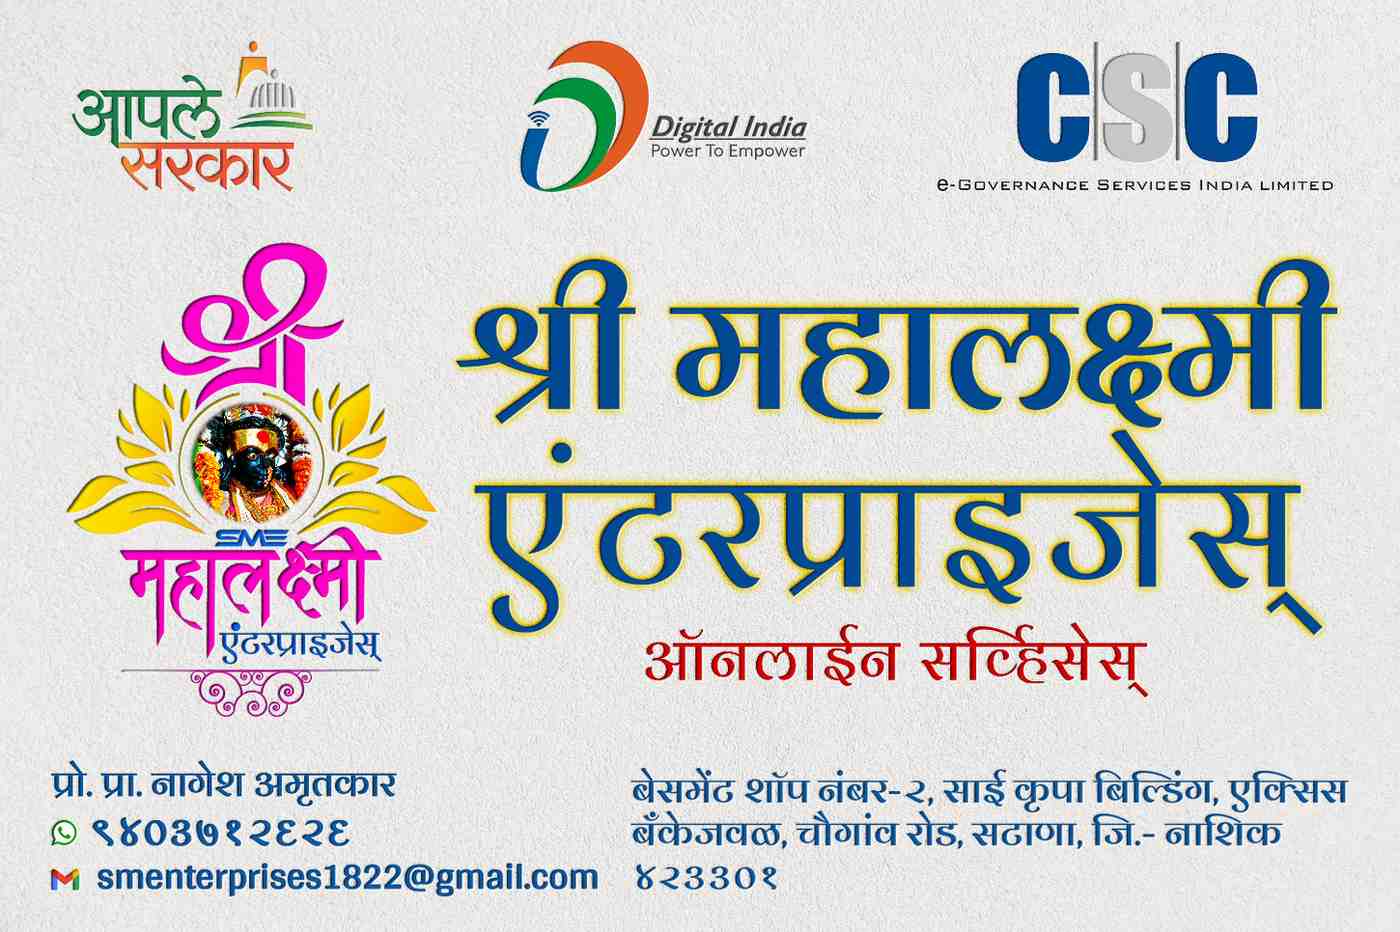 आपले
सरकार
Digital India
Power To Empower
CSC
e-Governance Services India Limited
श्री
SME
महालक्ष्मी
एंटरप्राइजेस्
श्री महालक्ष्मी
एंटरप्राइजेस्
ऑनलाईन सर्व्हिसेस्
प्रो. प्रा. नागेश अमृतकार
९४०३७१२६२६
smenterprises1822@gmail.com
बेसमेंट शॉप नंबर-२, साई कृपा बिल्डिंग, एक्सिस
बँकेजवळ, चौगांव रोड, सटाणा, जि.- नाशिक
४२३३०१